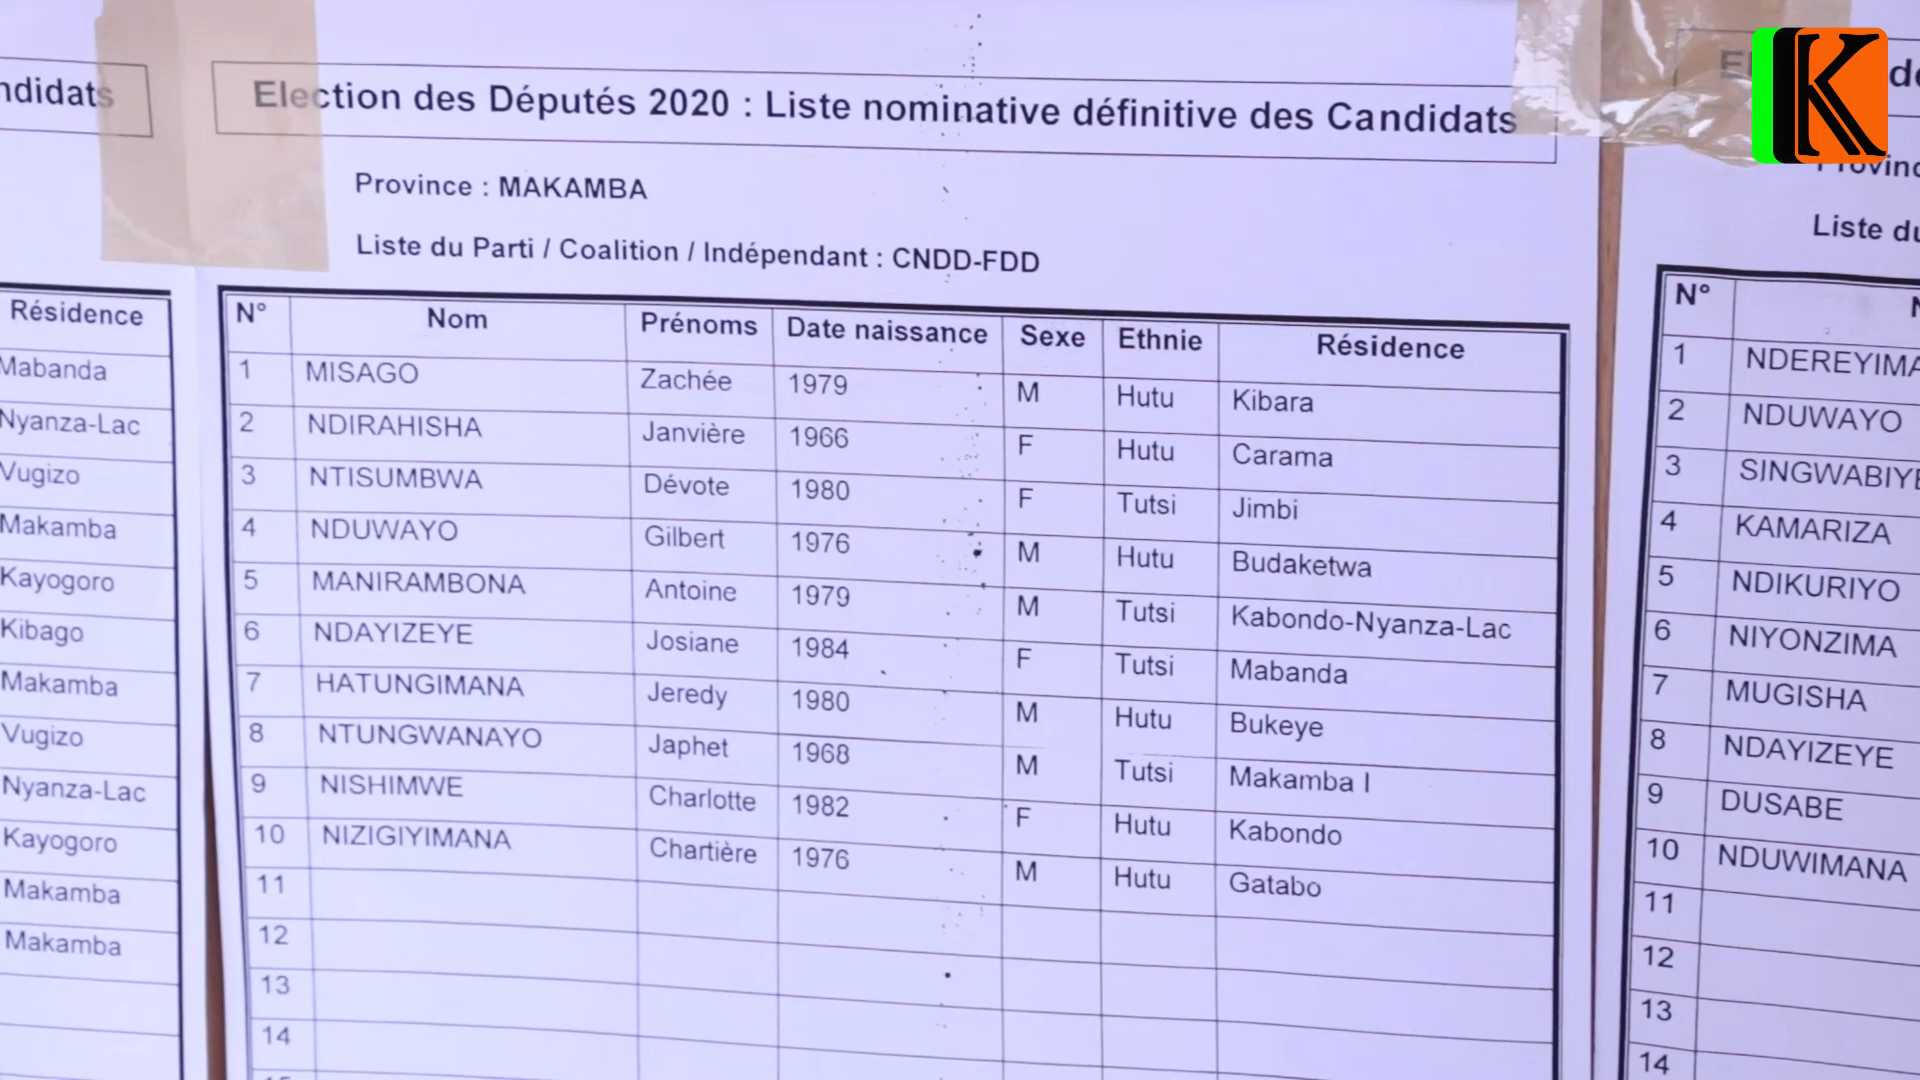 ndidats
Résidence
Mabanda
Nyanza-Lac
Vugizo
Makamba
Kayogoro
Kibago
Makamba
Vugizo
Nyanza-Lac
Kayogoro
Makamba
Makamba
Election des Députés 2020 : Liste nominative définitive des Candidats
Province : MAKAMBA
Liste du Parti / Coalition / Indépendant : CNDD-FDD
N° Nom Prénoms Date naissance Sexe Ethnie Résidence
1 MISAGO Zachée 1979 M Hutu Kibara
2 NDIRAHISHA Janvière 1966 F Hutu Carama
3 NTISUMBWA Dévote 1980 F Tutsi Jimbi
4 NDUWAYO Gilbert 1976 M Hutu Budaketwa
5 MANIRAMBONA Antoine 1979 M Tutsi Kabondo-Nyanza-Lac
6 NDAYIZEYE Josiane 1984 F Tutsi Mabanda
7 HATUNGIMANA Jeredy 1980 M Hutu Bukeye
8 NTUNGWANAYO Japhet 1968 M Tutsi Makamba I
9 NISHIMWE Charlotte 1982 F Hutu Kabondo
10 NIZIGIYIMANA Chartière 1976 M Hutu Gatabo
11
12
13
14
K
Liste du
N°
1 NDEREYIMA
2 NDUWAYO
3 SINGWABIYE
4 KAMARIZA
5 NDIKURIYO
6 NIYONZIMA
7 MUGISHA
8 NDAYIZEYE
9 DUSABE
10 NDUWIMANA
11
12
13
14